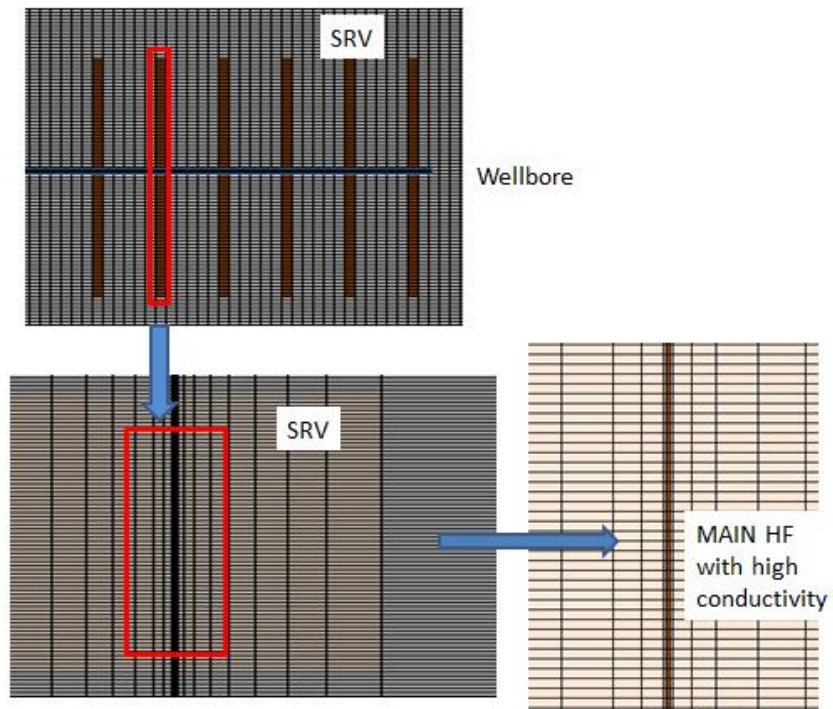 SRV
Wellbore
SRV
MAIN HF
with high
conductivity